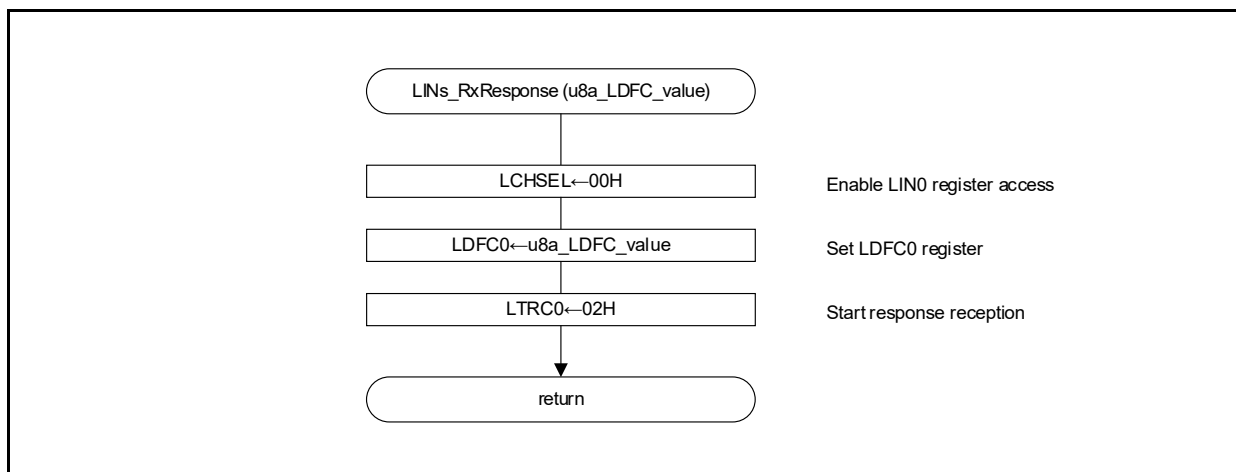 LINs_RxResponse (u8a_LDFC_value)
LCHSEL←00H Enable LIN0 register access
LDFC0←u8a_LDFC_value Set LDFC0 register
LTRC0←02H Start response reception
return